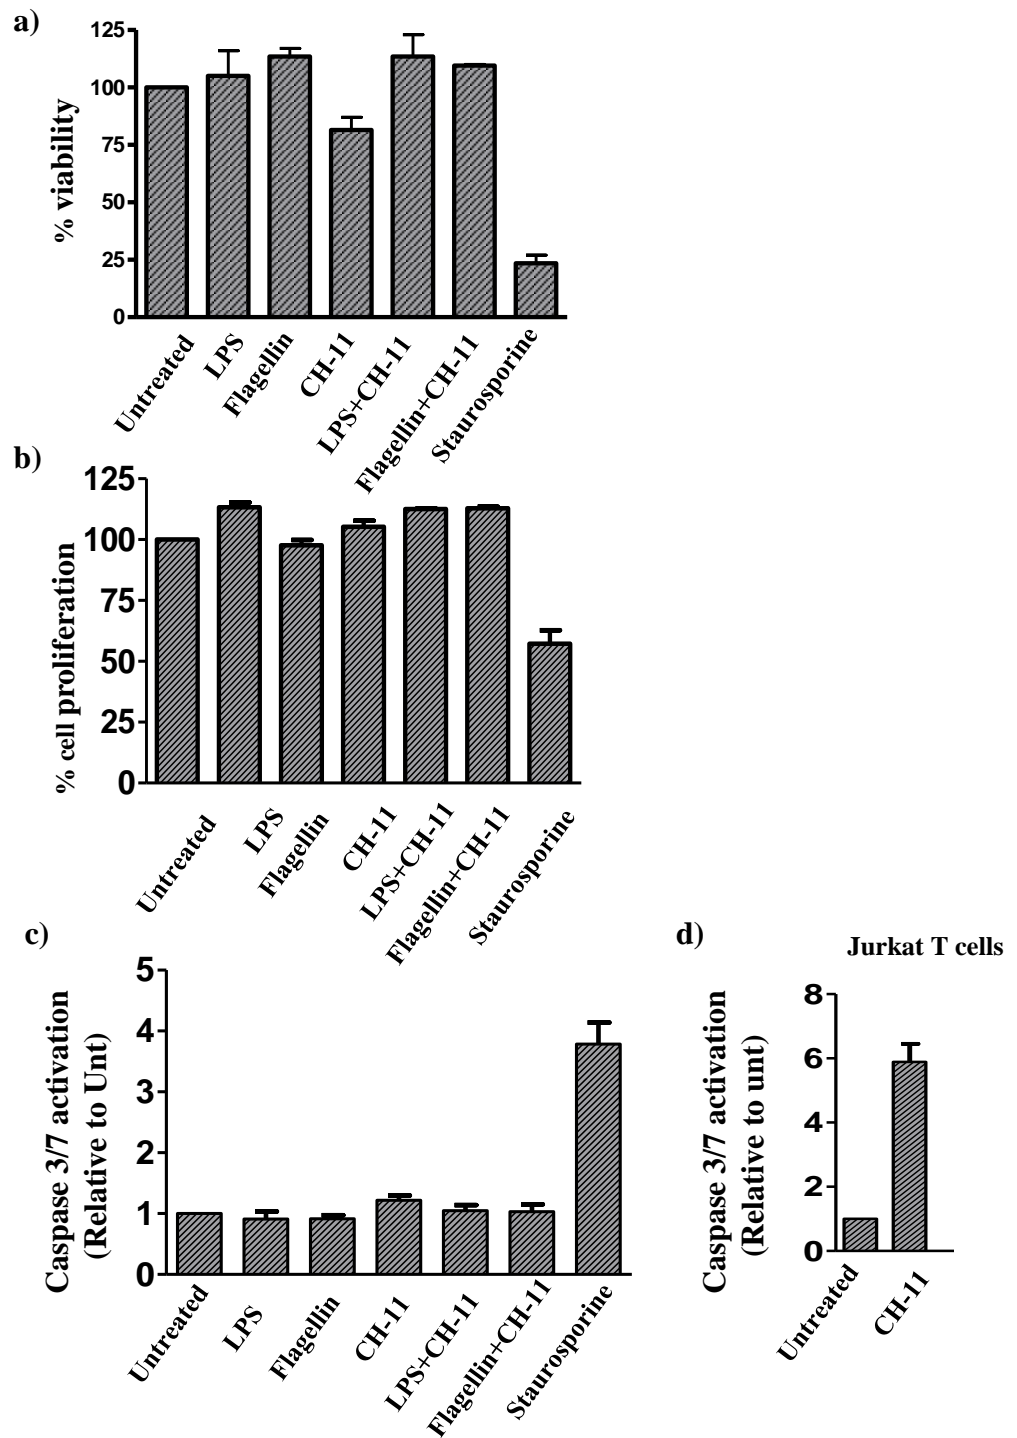 a)
125
100
75
50
25
0
% viability
Untreated
LPS
Flagellin
CH-11
LPS+CH-11
Flagellin+CH-11
Staurosporine
b)
125
100
75
50
25
0
% cell proliferation
Untreated
LPS
Flagellin
CH-11
LPS+CH-11
Flagellin+CH-11
Staurosporine
c)
5
4
3
2
1
0
Caspase 3/7 activation
(Relative to Unt)
Untreated
LPS
Flagellin
CH-11
LPS+CH-11
Flagellin+CH-11
Staurosporine
d)
Jurkat T cells
8
6
4
2
0
Caspase 3/7 activation
(Relative to unt)
Untreated
CH-11